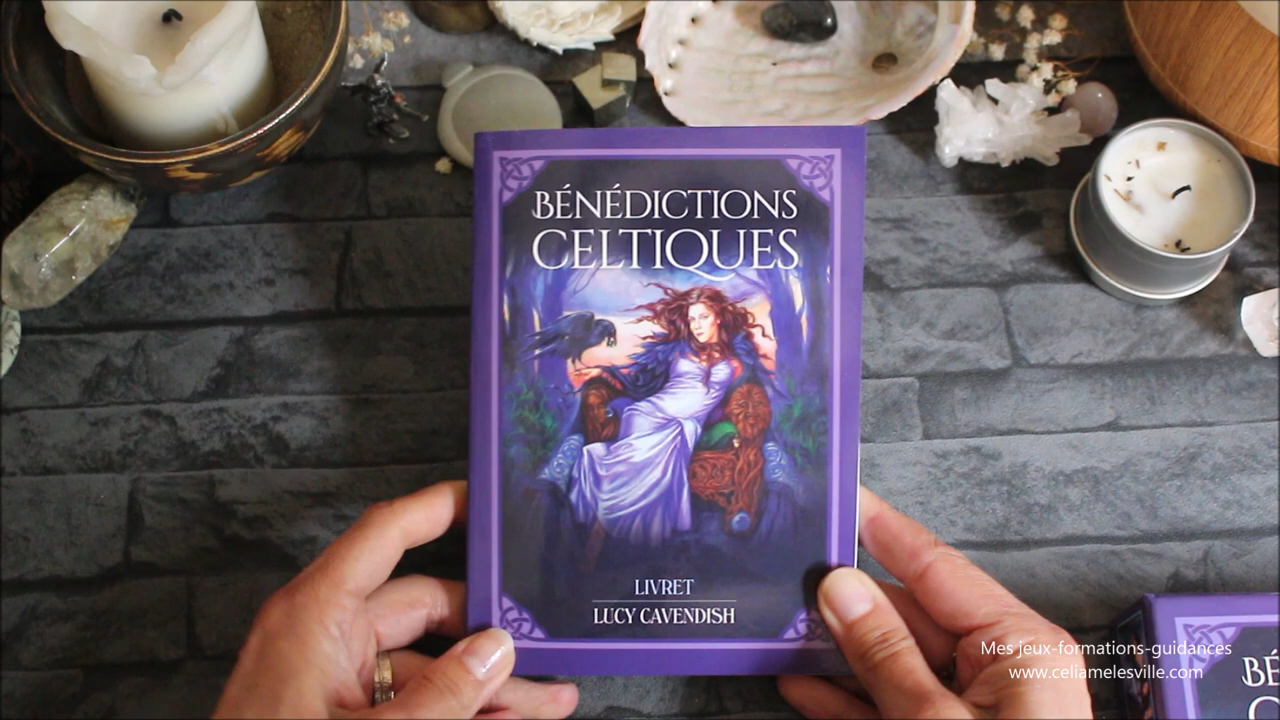 BÉNÉDICTIONS
CELTIQUES
LIVRET
LUCY CAVENDISH
Mes jeux-formations-guidances
www.celiamelesville.com